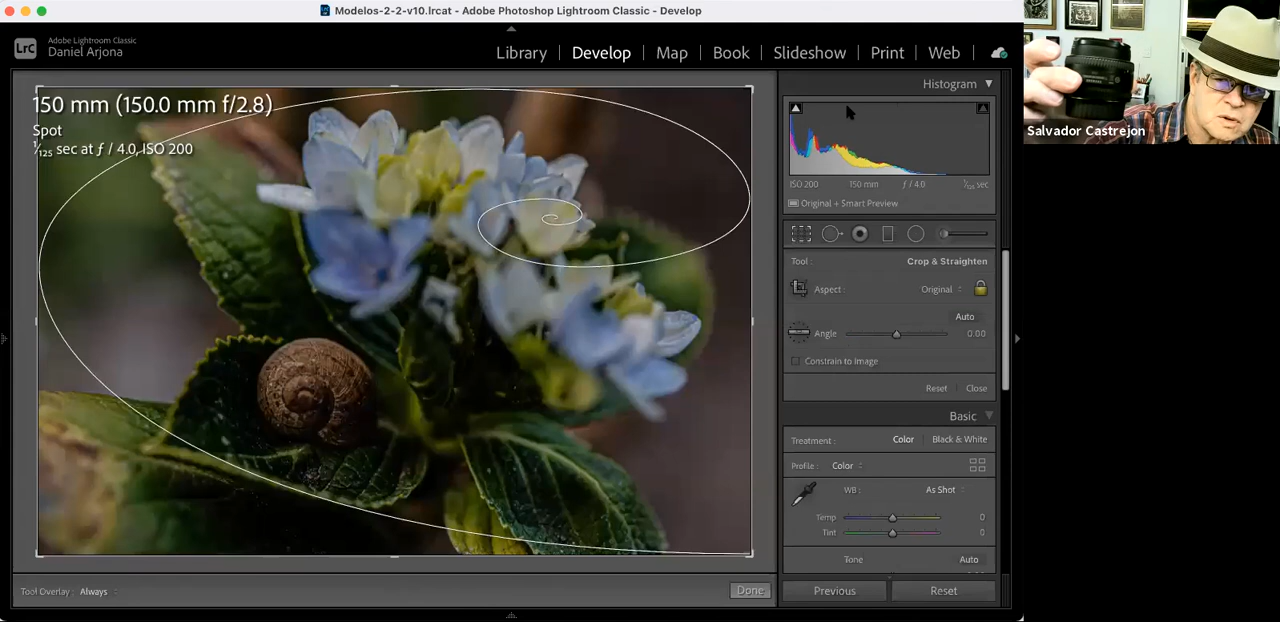 Modelos-2-2-v10.lrcat - Adobe Photoshop Lightroom Classic - Develop
LrC
Adobe Lightroom Classic
Daniel Arjona
Library
Develop
Map
Book
Slideshow
Print
Web
150 mm (150.0 mm f/2.8)
Spot
1/125 sec at ƒ / 4.0, ISO 200
Histogram
ISO 200 150 mm ƒ / 4.0 1/125 sec
Original + Smart Preview
Tool : Crop & Straighten
Aspect : Original
Auto
Angle 0.00
Constrain to Image
Reset Close
Basic
Treatment : Color Black & White
Profile : Color
WB : As Shot
Temp 0
Tint 0
Tone Auto
Tool Overlay : Always
Done
Previous Reset
Salvador Castrejon